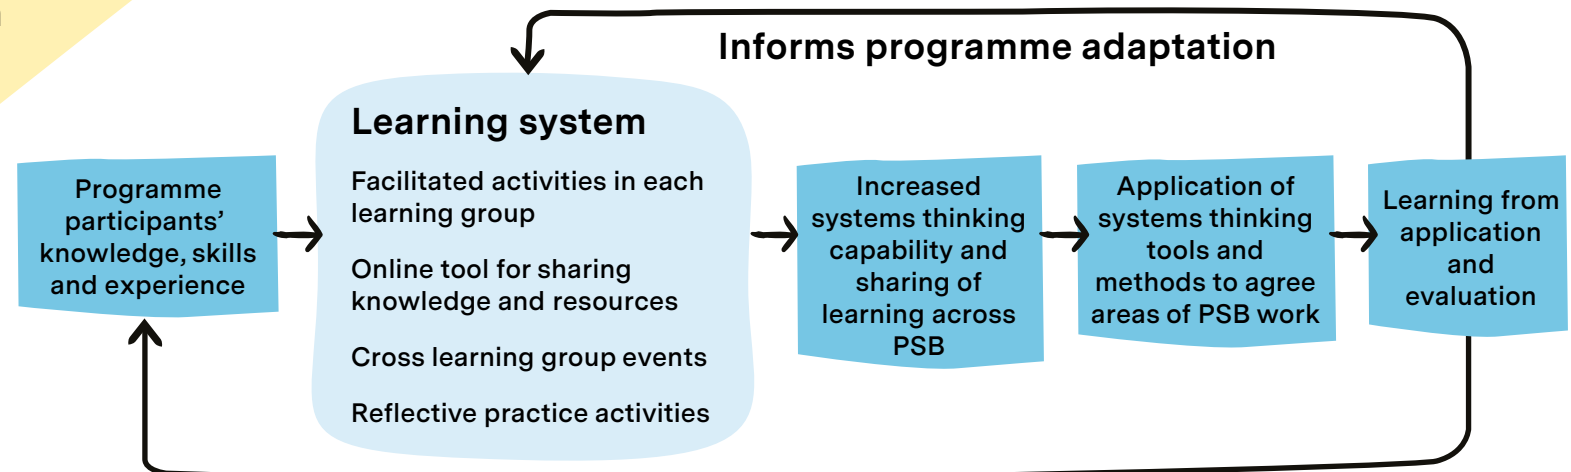 Informs programme adaptation
Programme
participants’
knowledge, skills
and experience
Learning system
Facilitated activities in each
learning group
Online tool for sharing
knowledge and resources
Cross learning group events
Reflective practice activities
Increased
systems thinking
capability and
sharing of
learning across
PSB
Application of
systems thinking
tools and
methods to agree
areas of PSB work
Learning from
application
and
evaluation